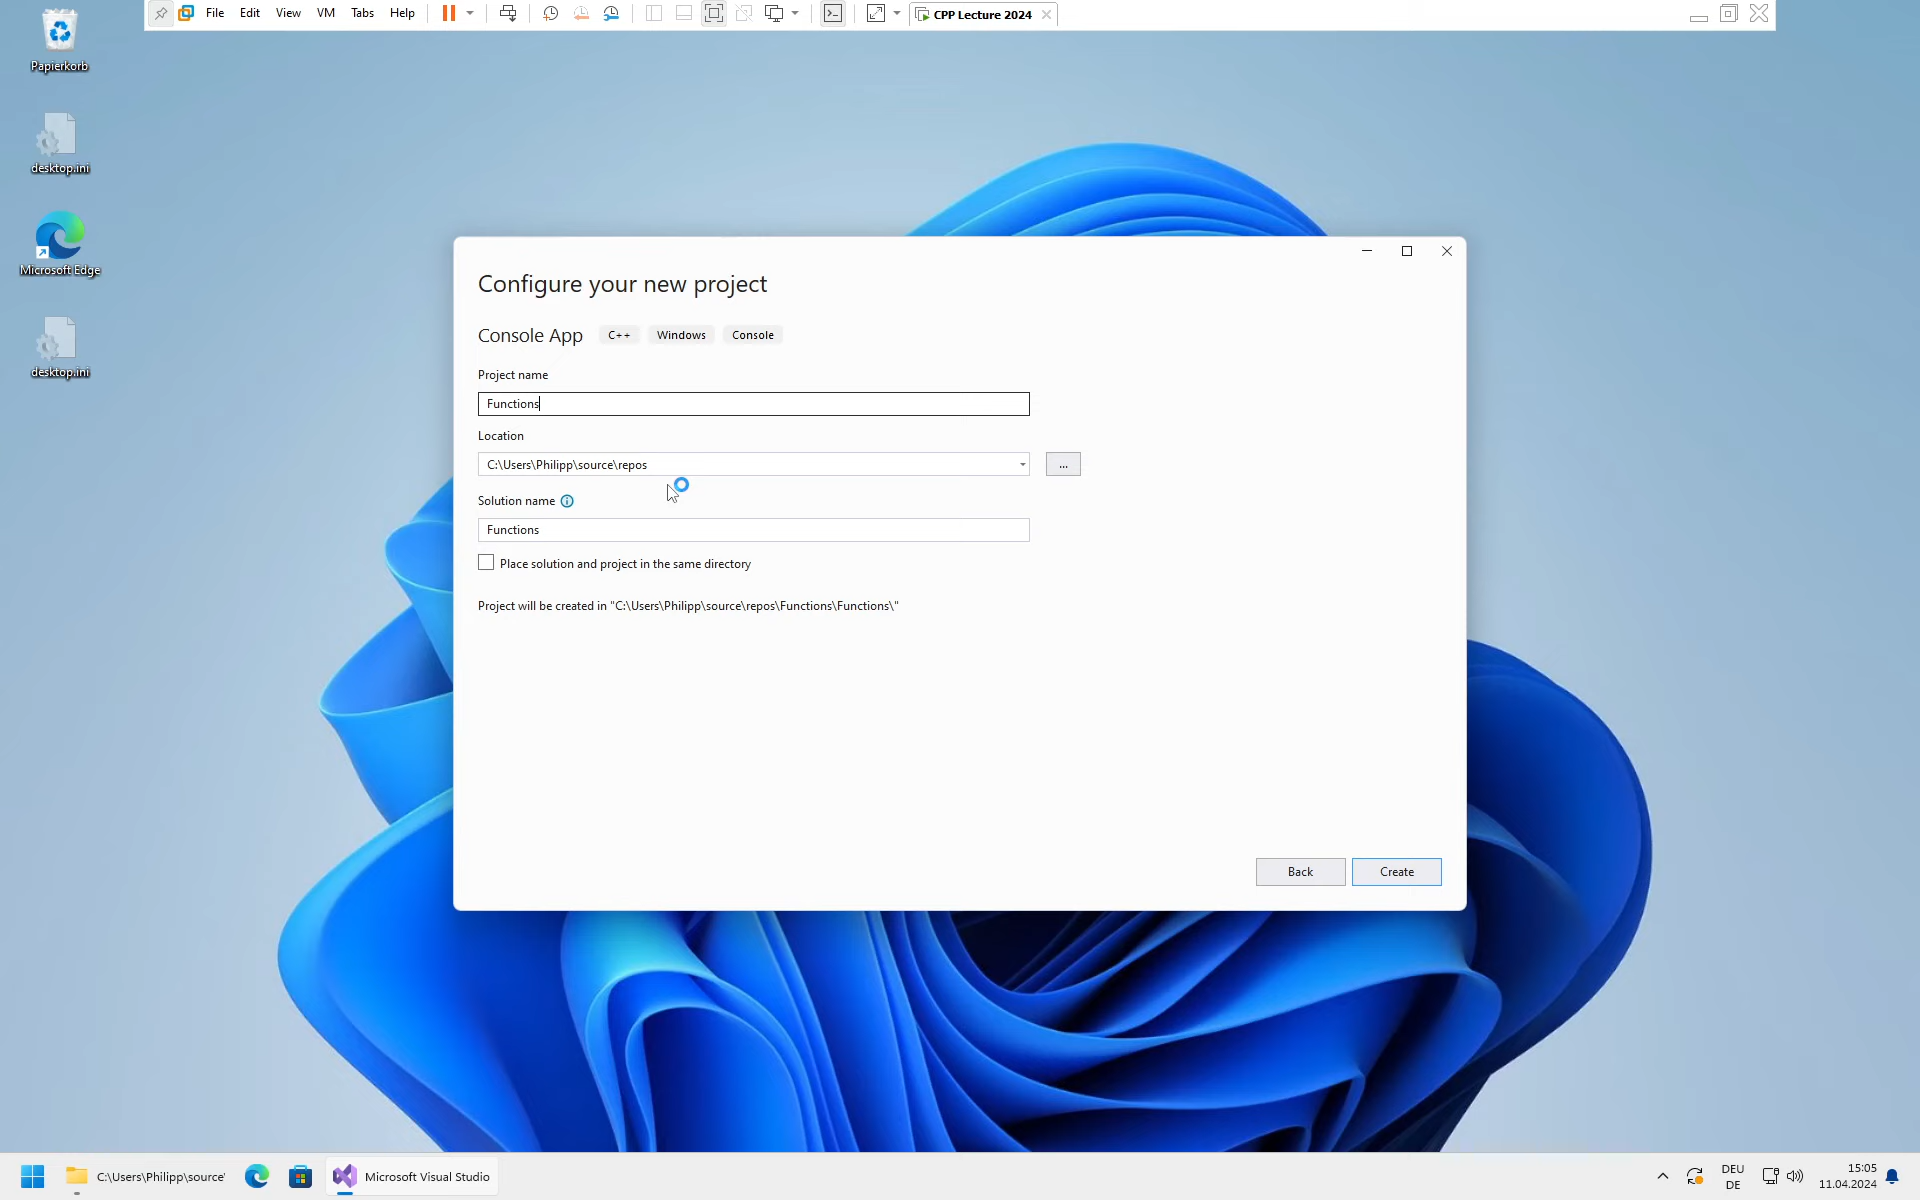 File Edit View VM Tabs Help CPP Lecture 2024
Papierkorb
desktop.ini
Microsoft Edge
desktop.ini
Configure your new project
Console App C++ Windows Console
Project name
Functions
Location
C:\Users\Philipp\source\repos
...
Solution name
Functions
Place solution and project in the same directory
Project will be created in "C:\Users\Philipp\source\repos\Functions\Functions\"
Back Create
C:\Users\Philipp\source' Microsoft Visual Studio
DEU
DE
15:05
11.04.2024